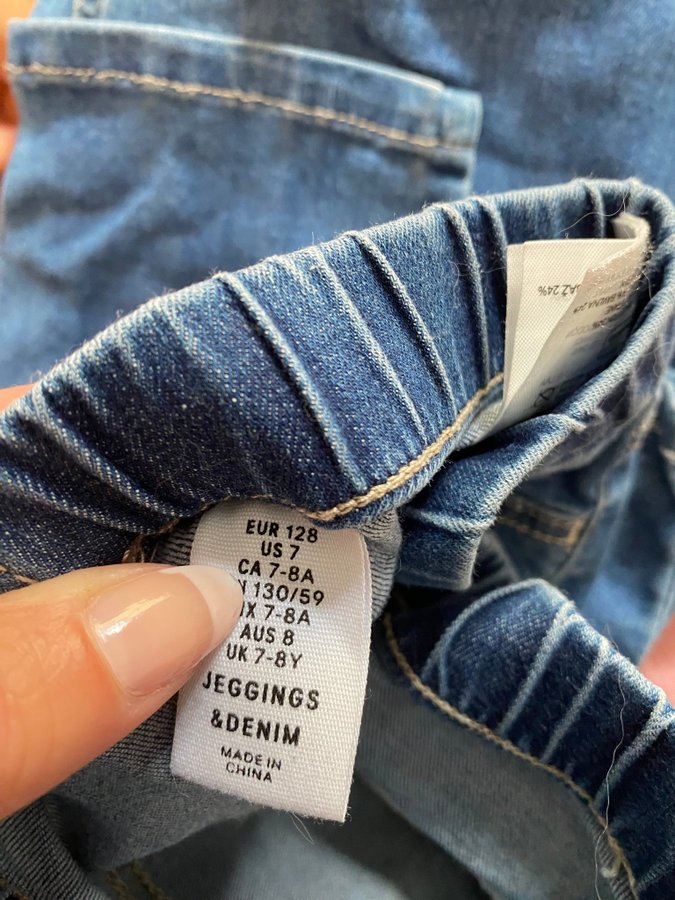 EUR 128
US 7
CA 7-8A
130/59
X 7-8A
AUS 8
UK 7-8Y
JEGGINGS
&DENIM
MADE IN
CHINA
24%